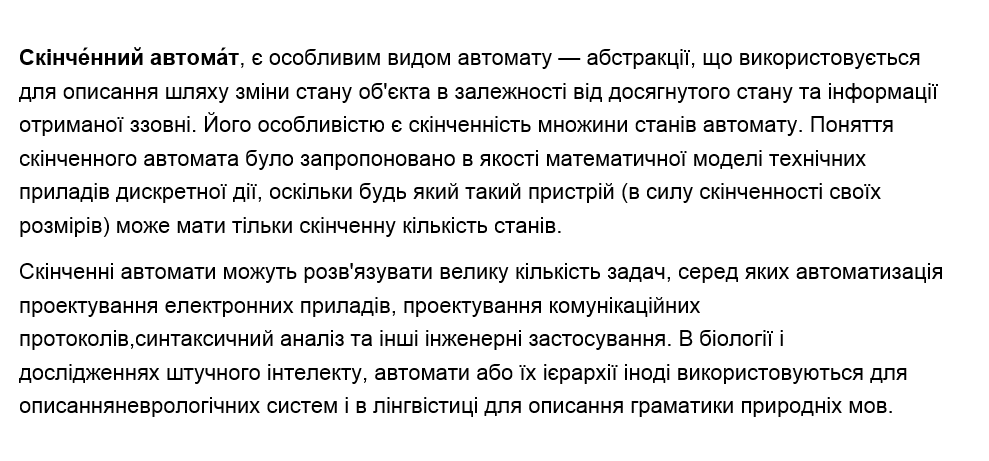 Скінче́нний автома́т, є особливим видом автомату — абстракції, що використовується
для описання шляху зміни стану об'єкта в залежності від досягнутого стану та інформації
отриманої ззовні. Його особливістю є скінченність множини станів автомату. Поняття
скінченного автомата було запропоновано в якості математичної моделі технічних
приладів дискретної дії, оскільки будь який такий пристрій (в силу скінченності своїх
розмірів) може мати тільки скінченну кількість станів.
Скінченні автомати можуть розв'язувати велику кількість задач, серед яких автоматизація
проектування електронних приладів, проектування комунікаційних
протоколів,синтаксичний аналіз та інші інженерні застосування. В біології і
дослідженнях штучного інтелекту, автомати або їх ієрархії іноді використовуються для
описанняневрологічних систем і в лінгвістиці для описання граматики природніх мов.